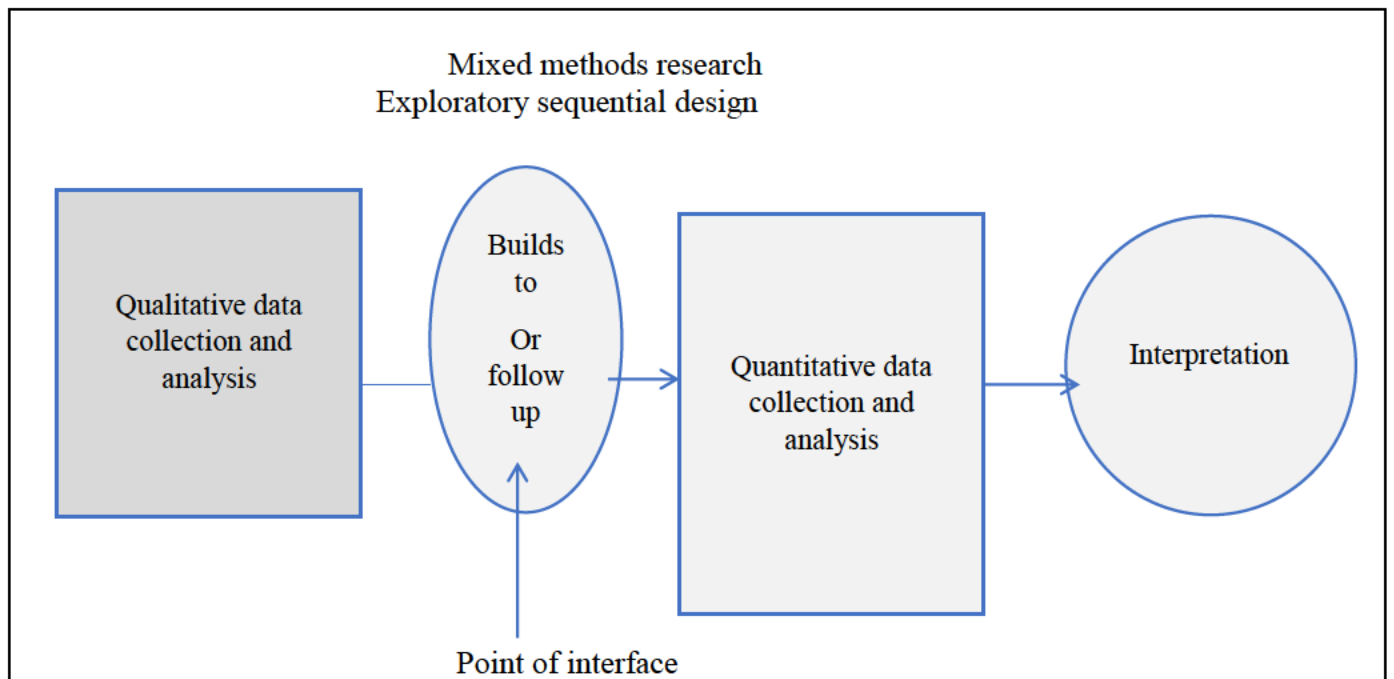 Mixed methods research
Exploratory sequential design
Qualitative data
collection and
analysis
Builds
to
Or
follow
up
Quantitative data
collection and
analysis
Interpretation
Point of interface